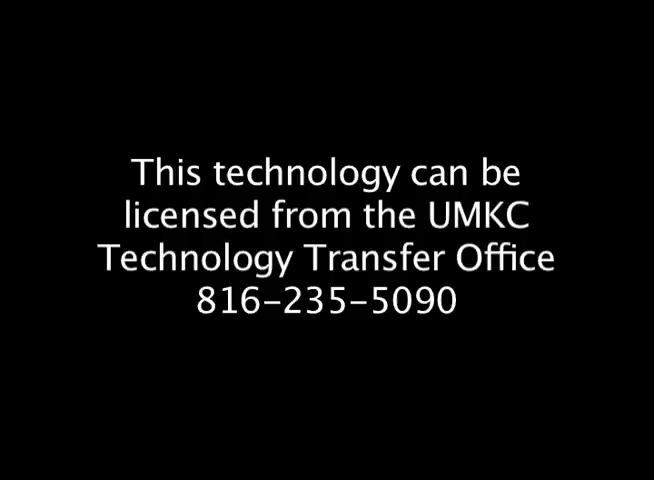 This technology can be
licensed from the UMKC
Technology Transfer Office
816-235-5090